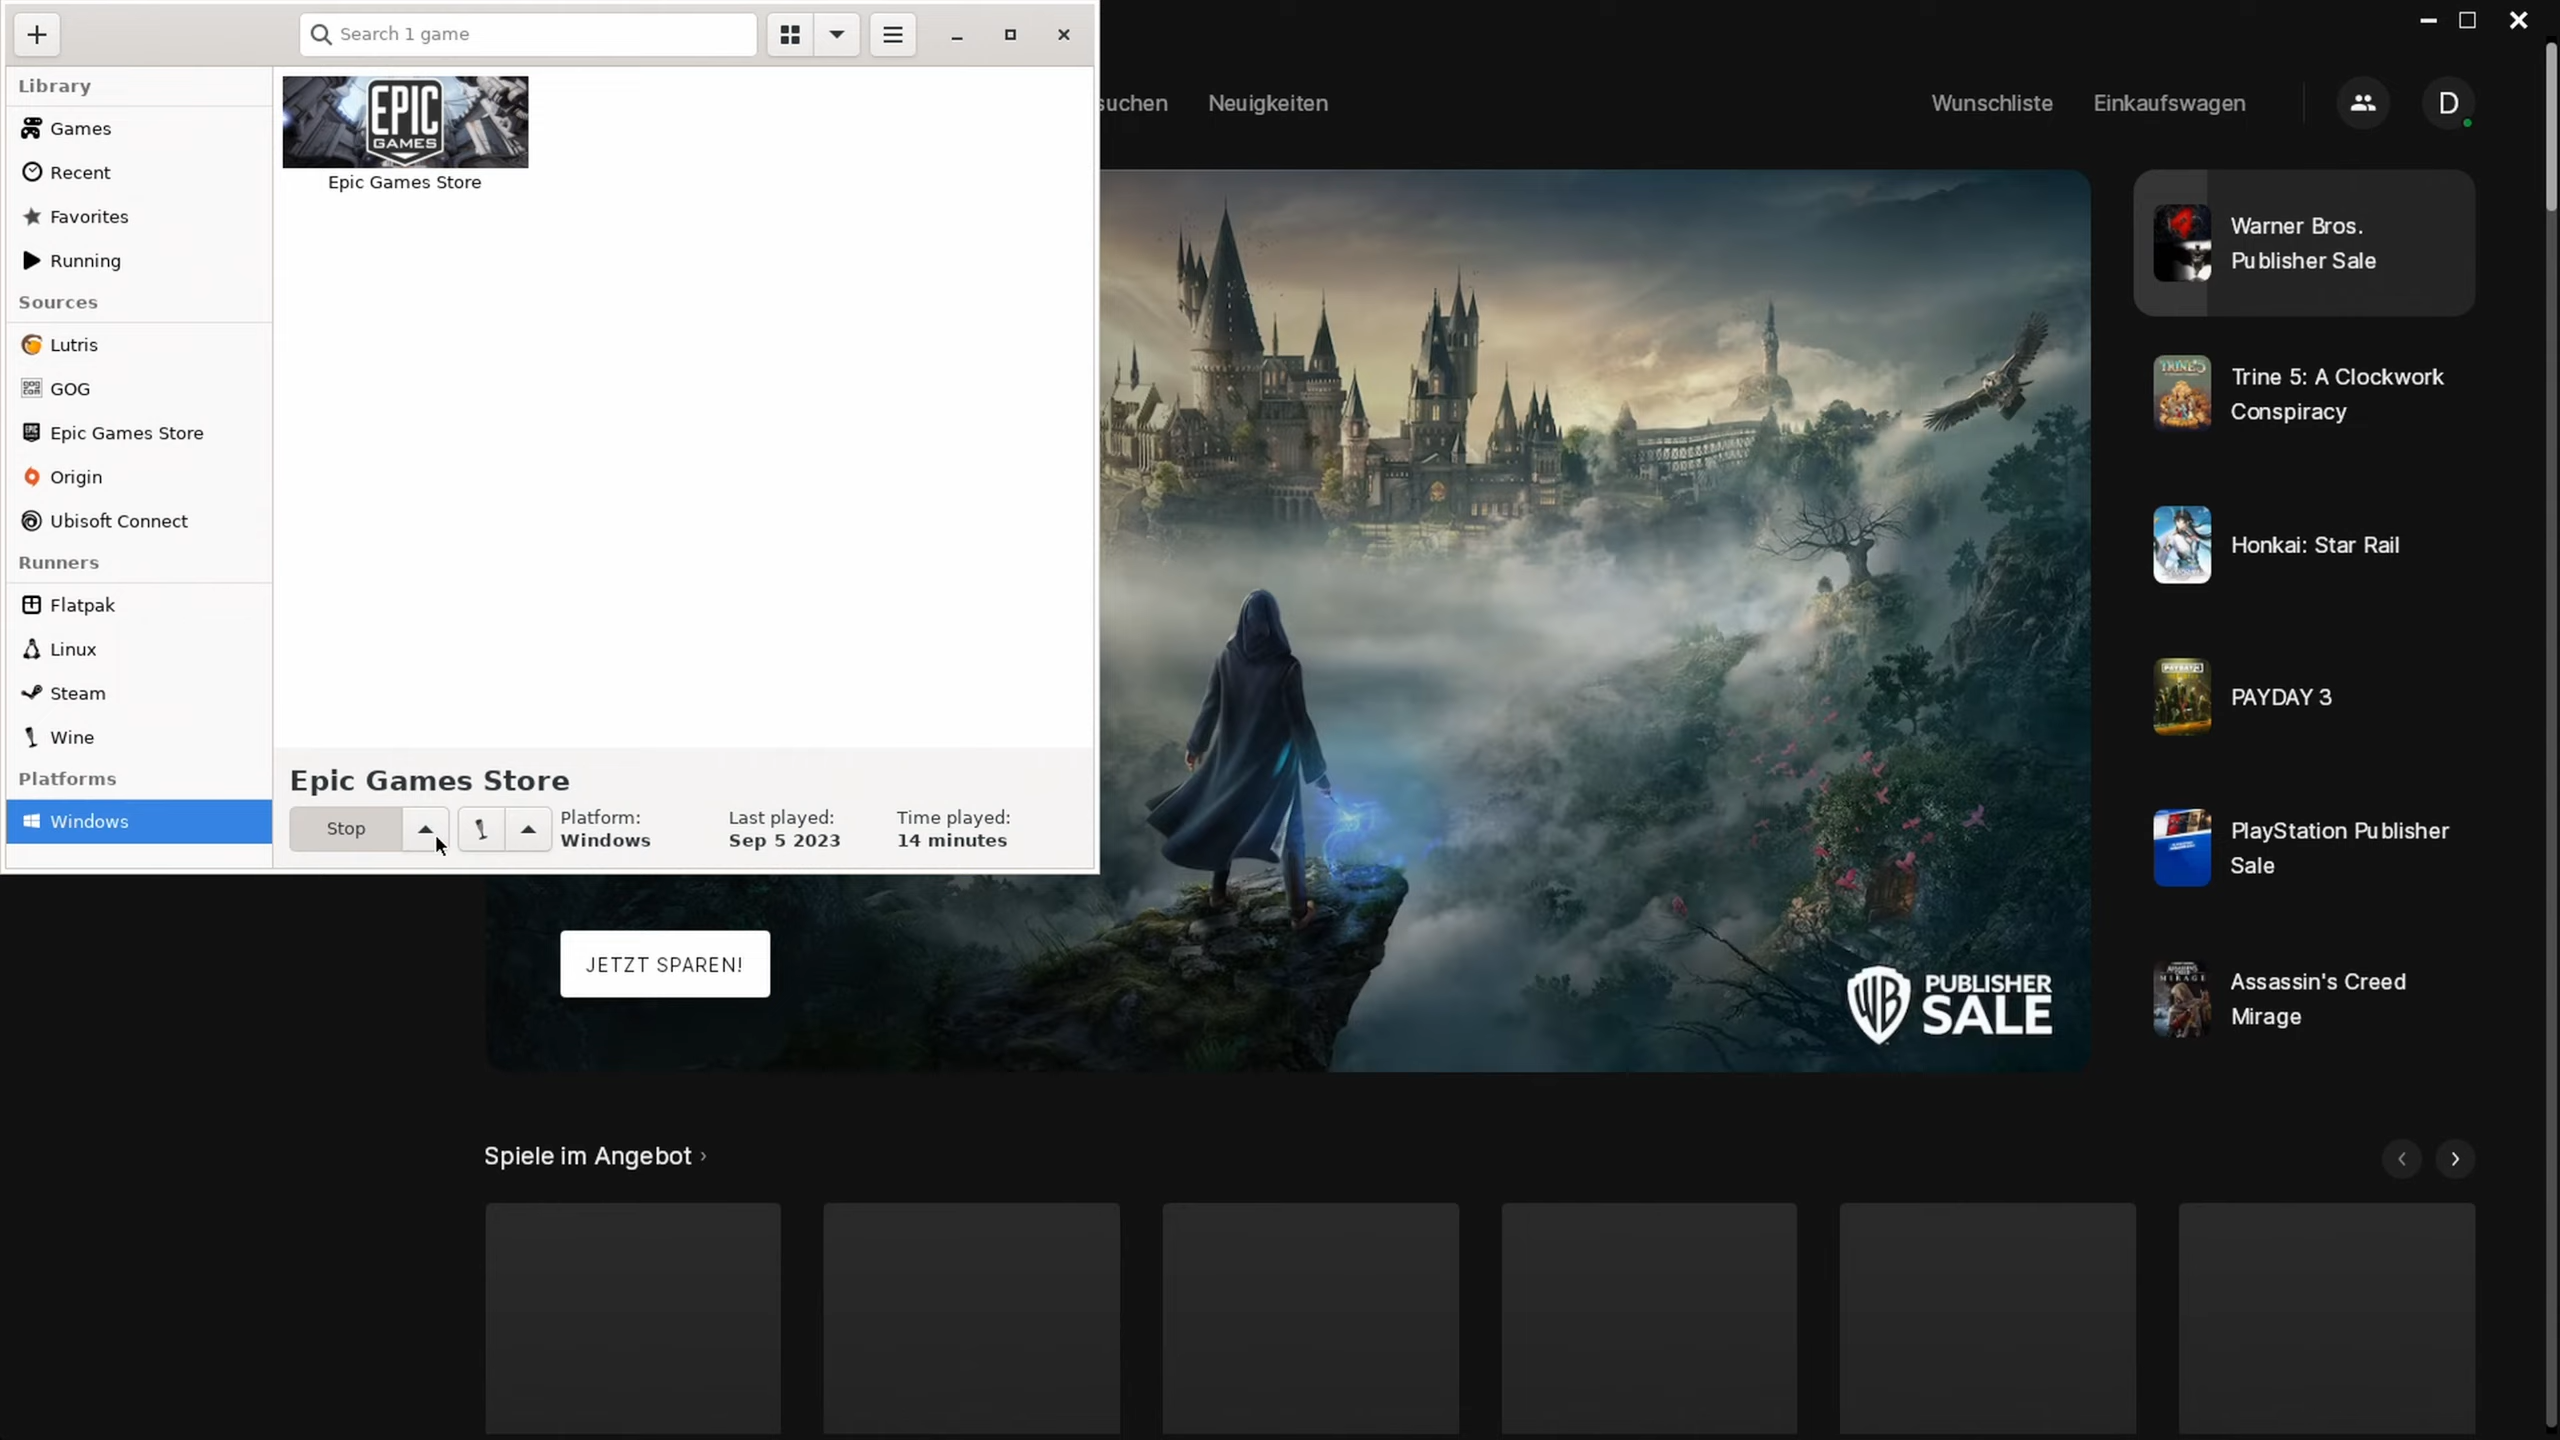 Search 1 game
Library
Games
Recent
Favorites
Running
Sources
Lutris
GOG
Epic Games Store
Origin
Ubisoft Connect
Runners
Flatpak
Linux
Steam
Wine
Platforms
Windows
EPIC
GAMES
Epic Games Store
Epic Games Store
Stop
Platform:
Windows
Last played:
Sep 5 2023
Time played:
14 minutes
suchen
Neuigkeiten
Wunschliste
Einkaufswagen
D
JETZT SPAREN!
WB
PUBLISHER
SALE
Warner Bros.
Publisher Sale
Trine 5: A Clockwork
Conspiracy
Honkai: Star Rail
PAYDAY 3
PlayStation Publisher
Sale
Assassin's Creed
Mirage
Spiele im Angebot